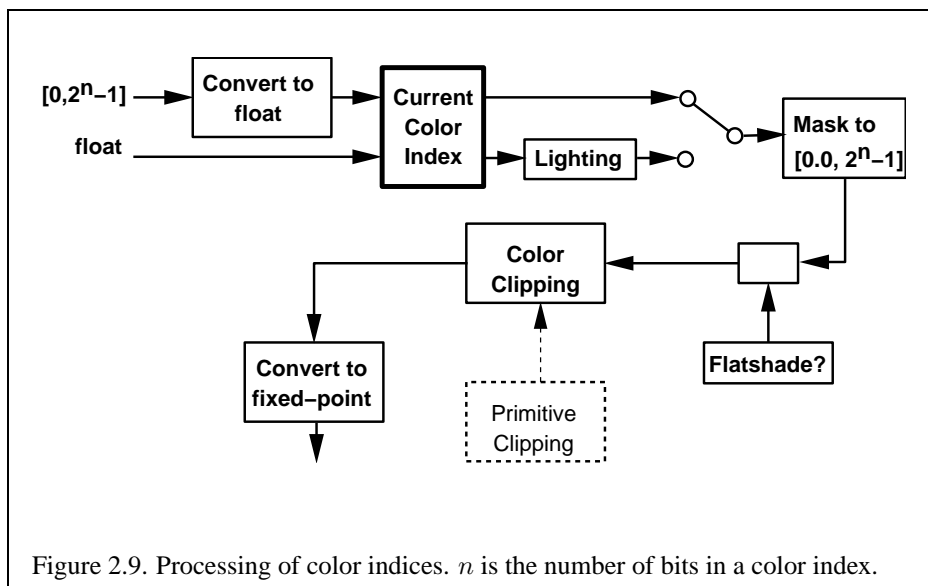 [0,2ⁿ−1]
Convert to
float
float
Current
Color
Index
Lighting
Mask to
[0.0, 2ⁿ−1]
Color
Clipping
Flatshade?
Convert to
fixed−point
Primitive
Clipping
Figure 2.9. Processing of color indices. n is the number of bits in a color index.